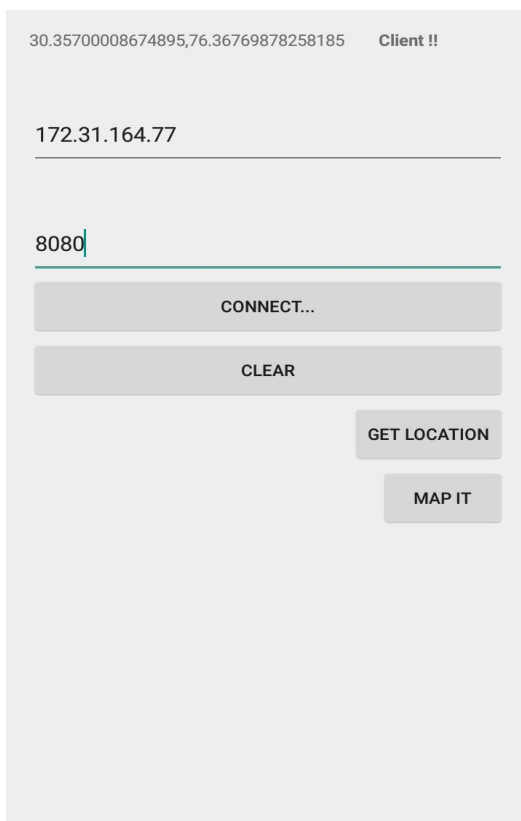 30.35700008674895,76.36769878258185 Client !!
172.31.164.77
8080
CONNECT...
CLEAR
GET LOCATION
MAP IT